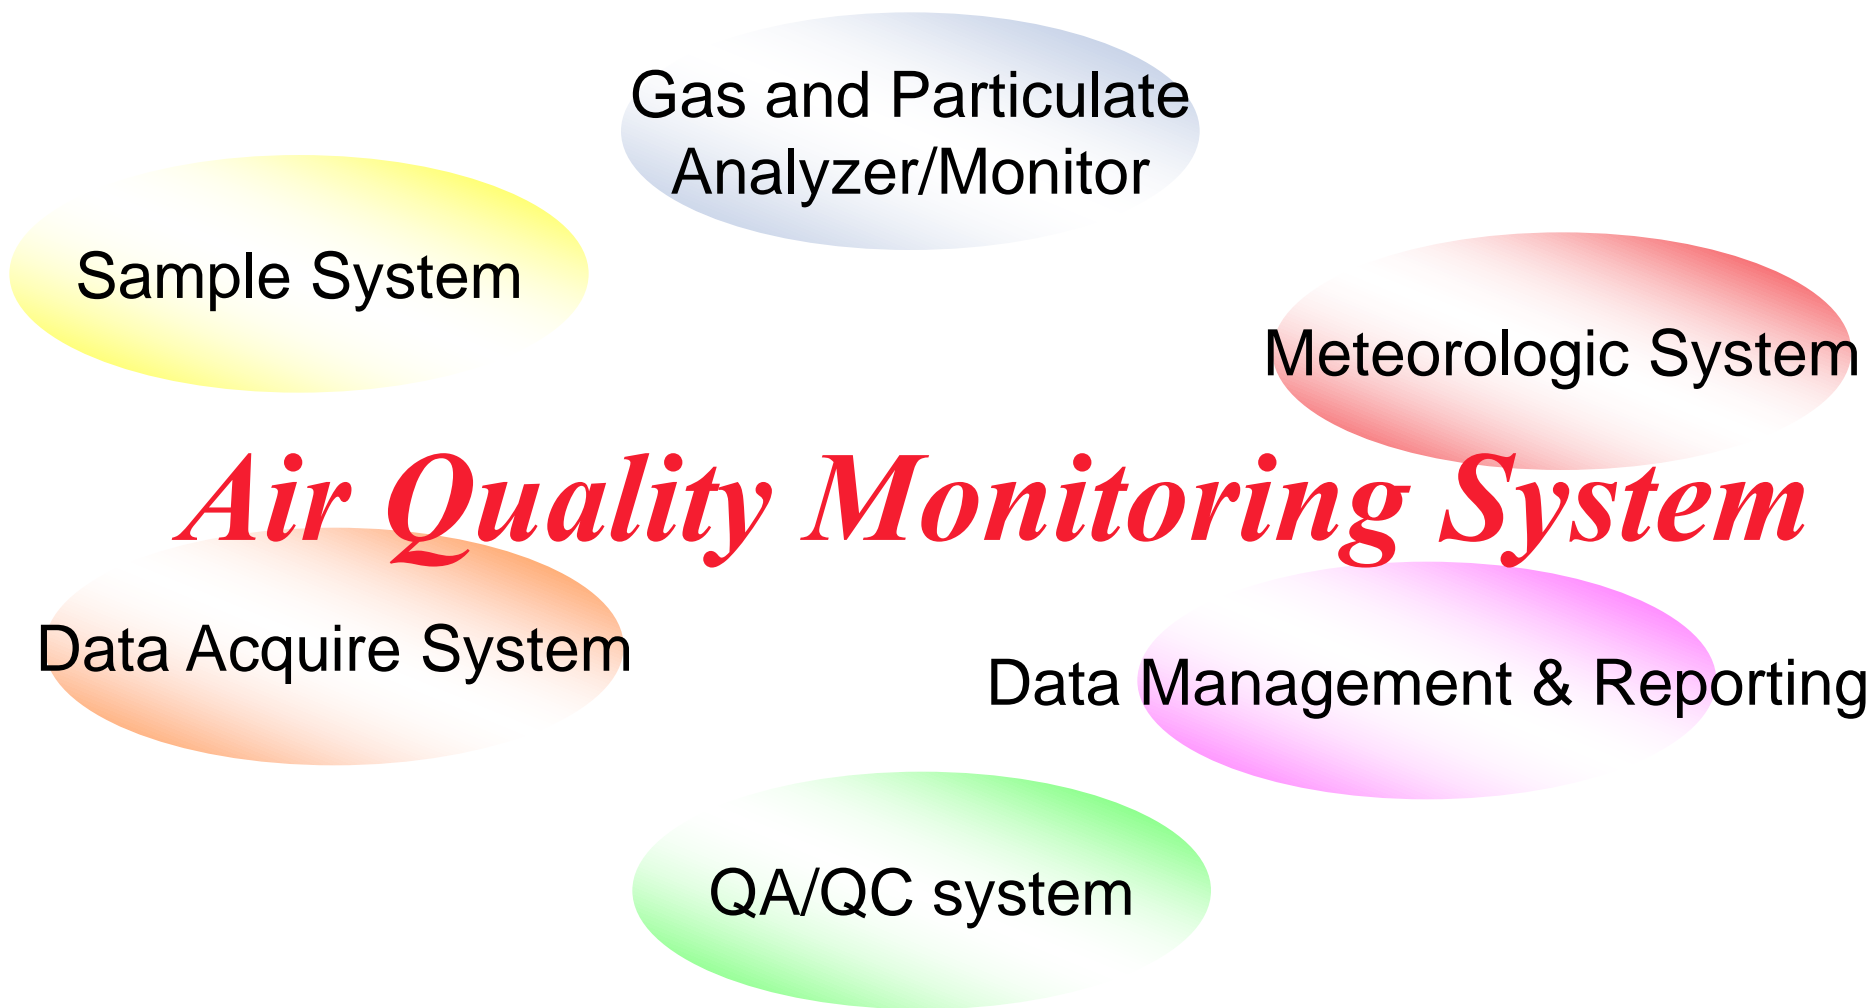 Gas and Particulate
Analyzer/Monitor
Sample System
Meteorologic System
Air Quality Monitoring System
Data Acquire System
Data Management & Reporting
QA/QC system